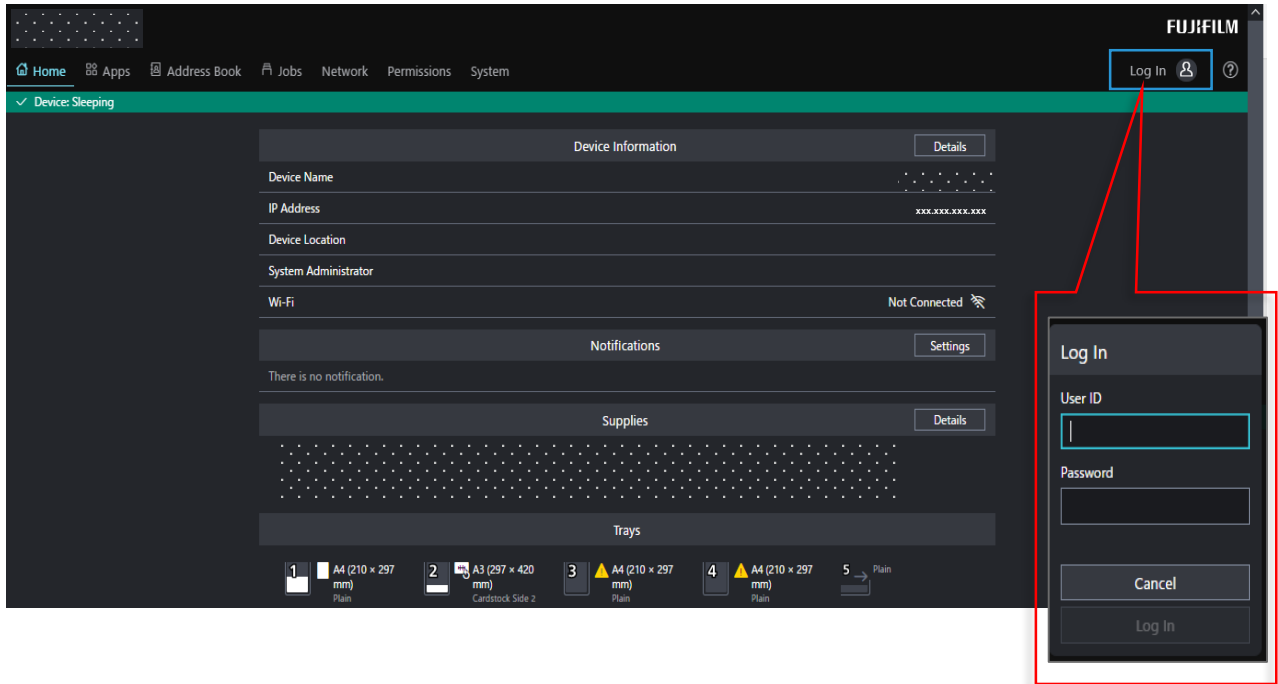 FUJIFILM
Home Apps Address Book Jobs Network Permissions System Log In ?
Device: Sleeping
Device Information Details
Device Name
IP Address xxx.xxx.xxx.xxx
Device Location
System Administrator
Wi-Fi Not Connected
Notifications Settings
There is no notification.
Supplies Details
Trays
1 A4 (210 × 297 mm) Plain
2 A3 (297 × 420 mm) Cardstock Side 2
3 A4 (210 × 297 mm) Plain
4 A4 (210 × 297 mm) Plain
5 Plain
Log In
User ID
Password
Cancel
Log In